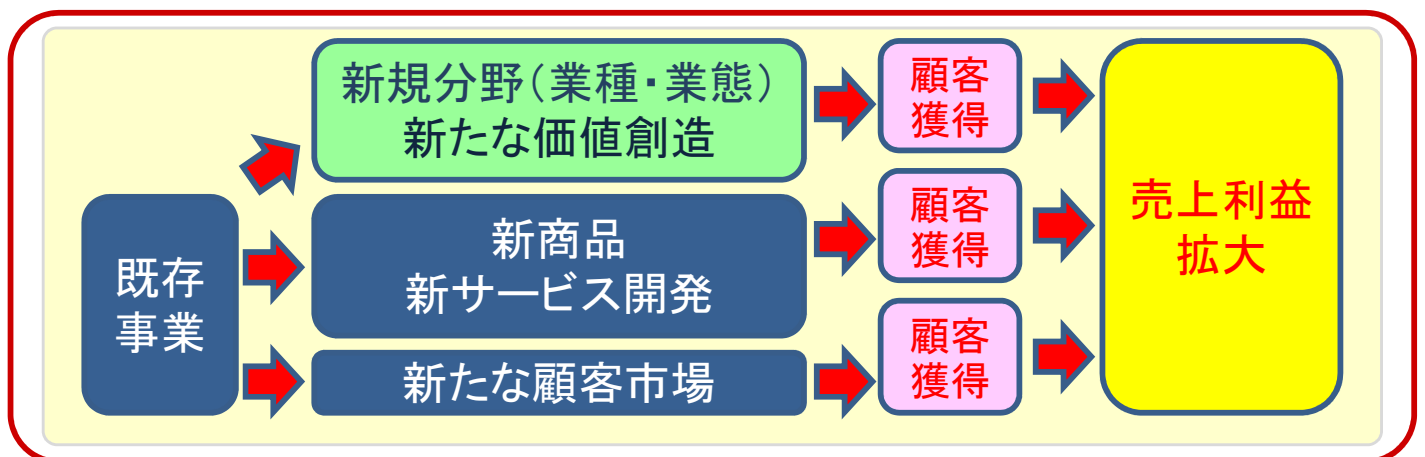 既存
事業
新規分野（業種・業態）
新たな価値創造
顧客
獲得
新商品
新サービス開発
顧客
獲得
新たな顧客市場
顧客
獲得
売上利益
拡大